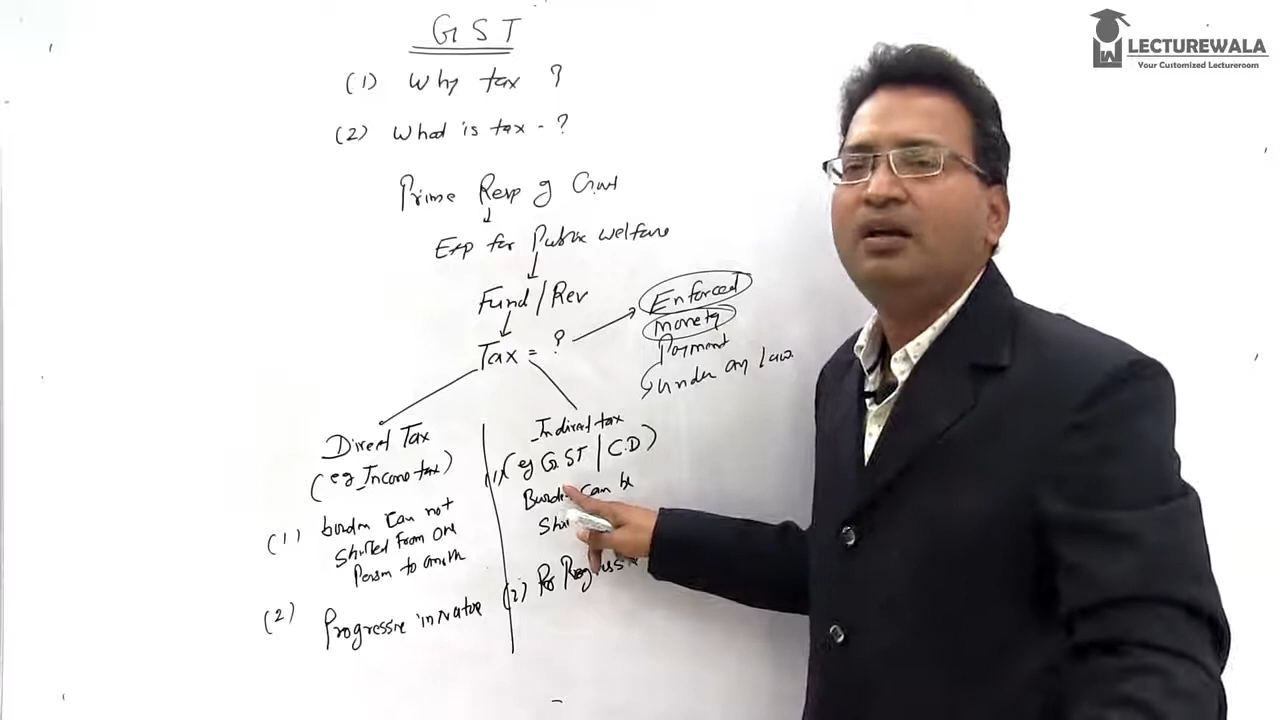 GST
(1) Why tax ?
(2) What is tax - ?
Prime Resp of Govt
Exp for Public welfare
Fund/Rev
Tax = ?
Enforced
monetary
Payment
under any law
Direct Tax
(eg Income tax)
(1) burden can not
shifted from one
Person to another
(2) Progressive in Nature
Indirect tax
(1) (eg GST / C.D)
Burden can be
(2)
LECTUREWALA
Your Customized Lectureroom